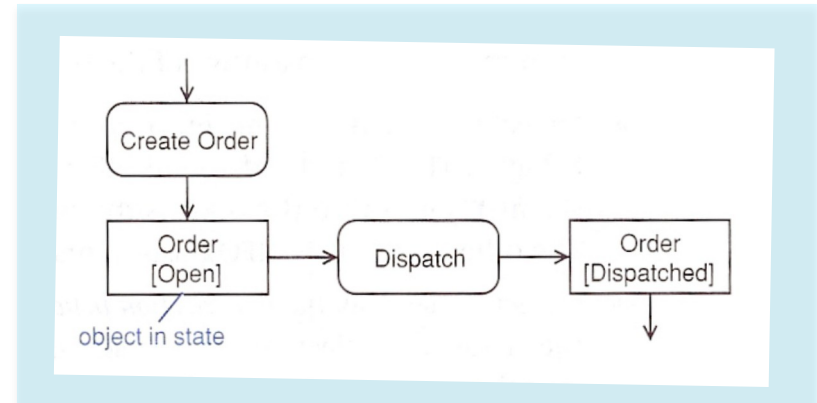 Create Order
Order
[Open]
Dispatch
Order
[Dispatched]
object in state